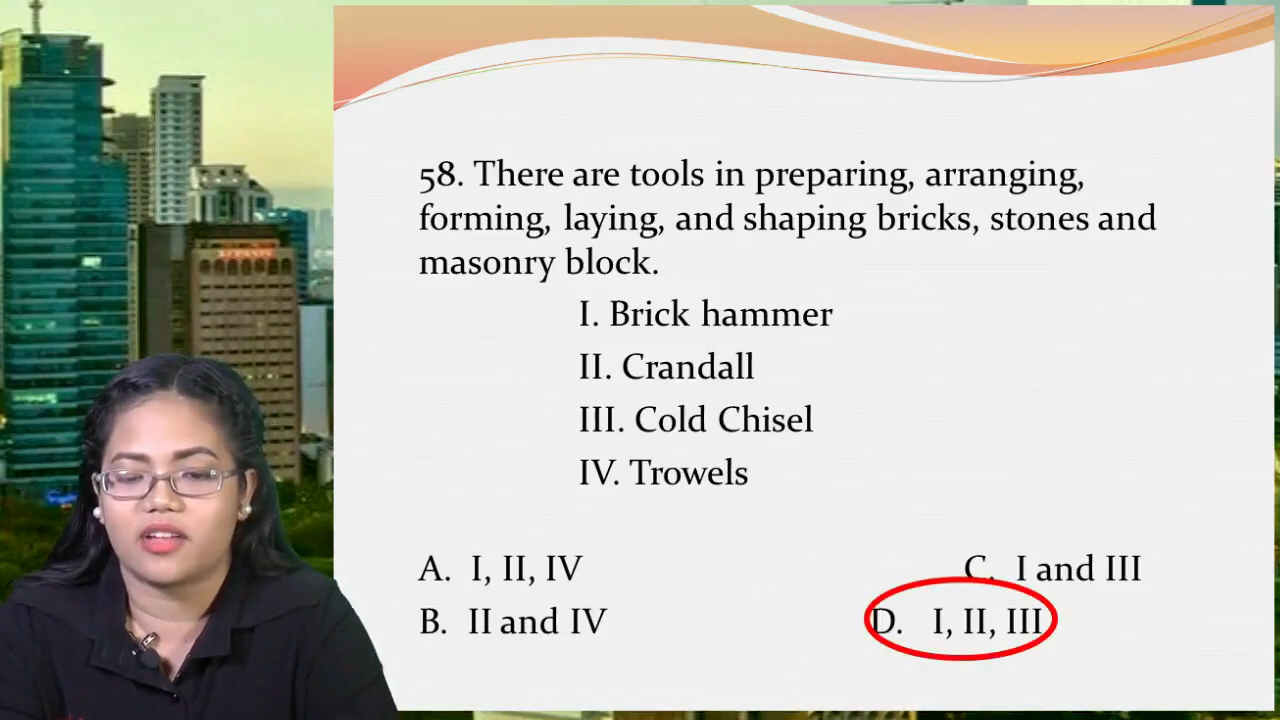 58. There are tools in preparing, arranging,
forming, laying, and shaping bricks, stones and
masonry block.
I. Brick hammer
II. Crandall
III. Cold Chisel
IV. Trowels
A. I, II, IV
C. I and III
B. II and IV
D. I, II, III